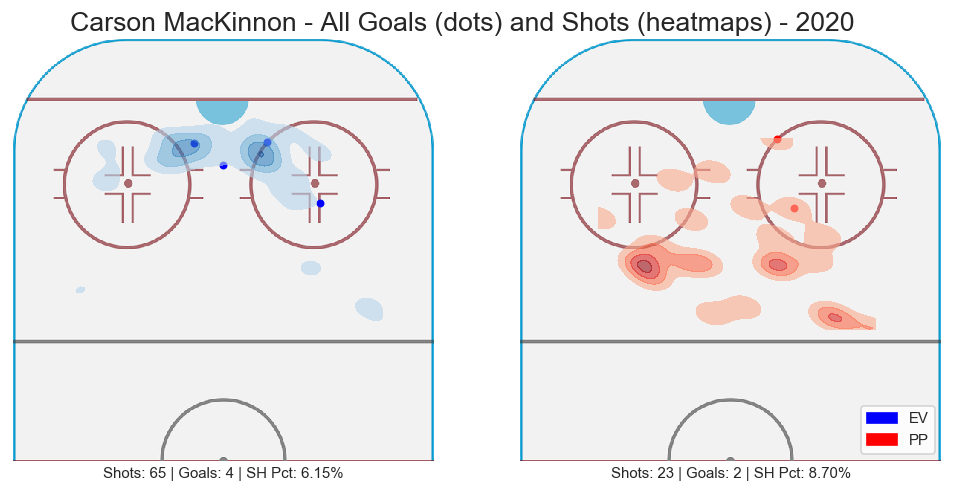 Carson MacKinnon - All Goals (dots) and Shots (heatmaps) - 2020
EV
PP
Shots: 65 | Goals: 4 | SH Pct: 6.15%
Shots: 23 | Goals: 2 | SH Pct: 8.70%